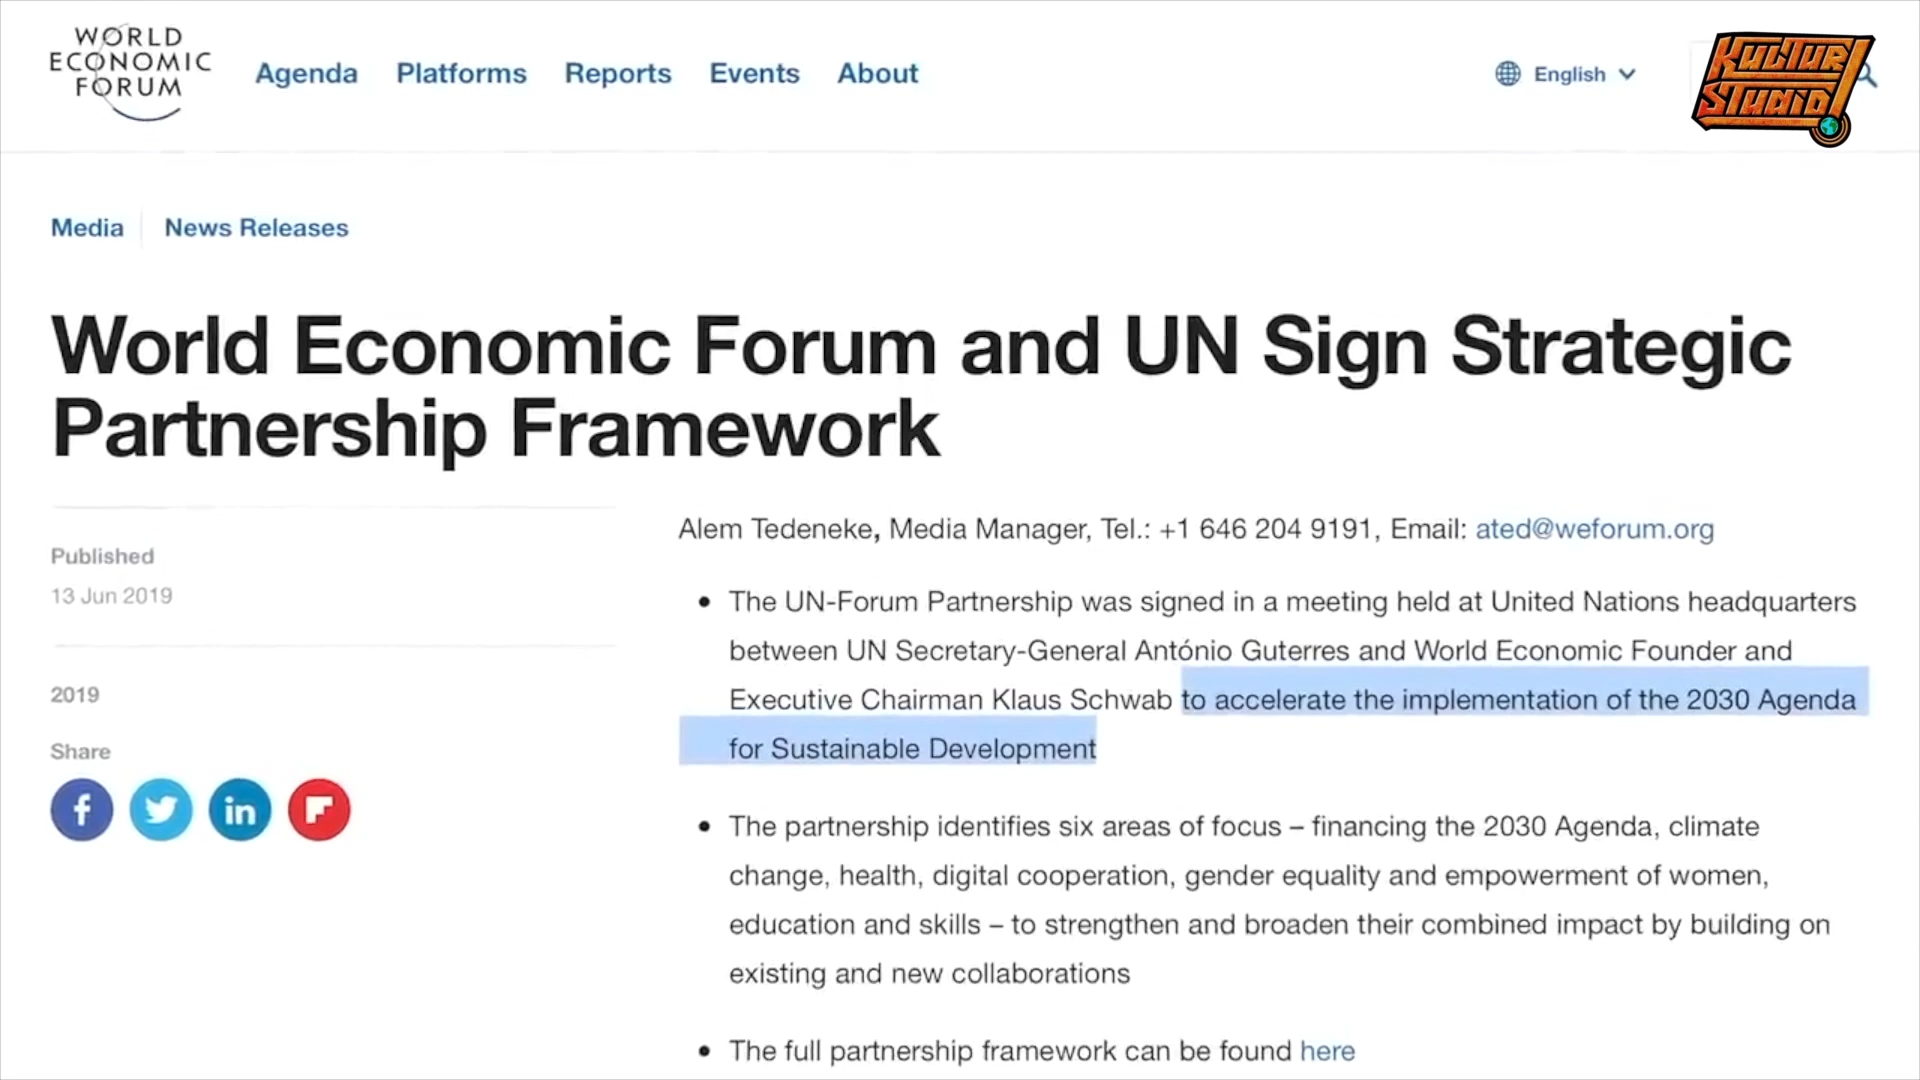 WORLD
ECONOMIC
FORUM
Agenda Platforms Reports Events About
English
KULTUR
STUDIO!
Media News Releases
World Economic Forum and UN Sign Strategic
Partnership Framework
Published
13 Jun 2019
2019
Share
Alem Tedeneke, Media Manager, Tel.: +1 646 204 9191, Email: ated@weforum.org
• The UN-Forum Partnership was signed in a meeting held at United Nations headquarters
between UN Secretary-General António Guterres and World Economic Founder and
Executive Chairman Klaus Schwab to accelerate the implementation of the 2030 Agenda
for Sustainable Development
• The partnership identifies six areas of focus – financing the 2030 Agenda, climate
change, health, digital cooperation, gender equality and empowerment of women,
education and skills – to strengthen and broaden their combined impact by building on
existing and new collaborations
• The full partnership framework can be found here